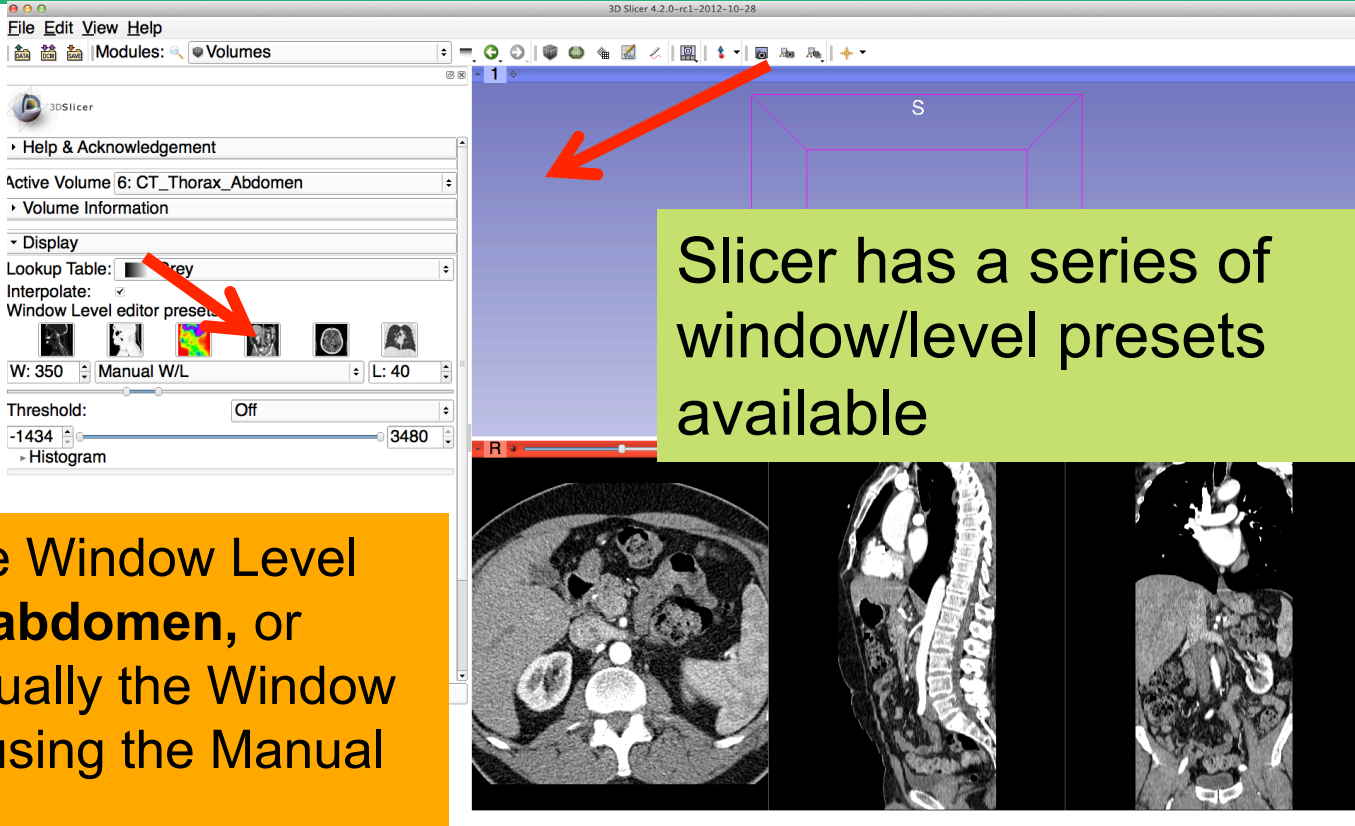 3D Slicer 4.2.0-rc1-2012-10-28
File Edit View Help
DATA DCM SAVE Modules: Volumes
1
3DSlicer
Help & Acknowledgement
Active Volume 6: CT_Thorax_Abdomen
Volume Information
Display
Lookup Table: Grey
Interpolate:
Window Level editor presets
W: 350 Manual W/L L: 40
Threshold: Off
-1434 3480
Histogram
S
Slicer has a series of
window/level presets
available
R
e Window Level
abdomen, or
ually the Window
using the Manual